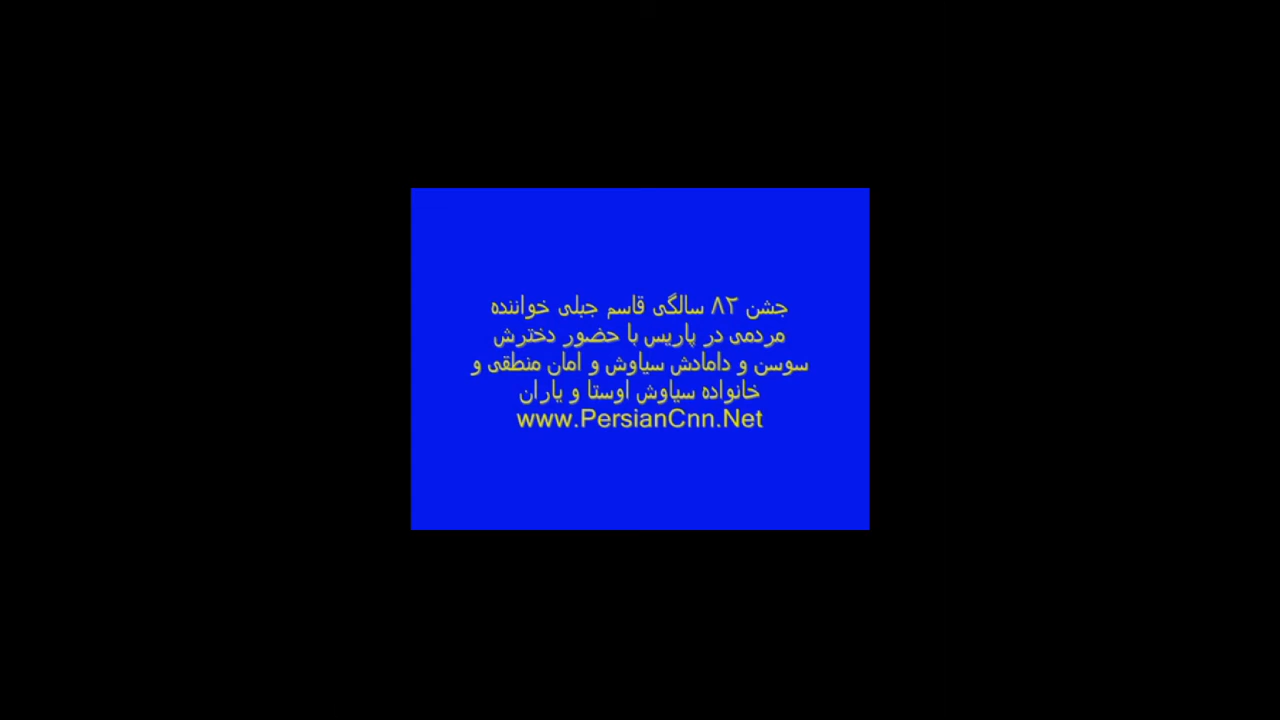 جشن ۸۲ سالگی قاسم جبلی خواننده
مردمی در پاریس با حضور دخترش
سوسن و دامادش سیاوش و امان منطقی و
خانواده سیاوش اوستا و یاران
www.PersianCnn.Net